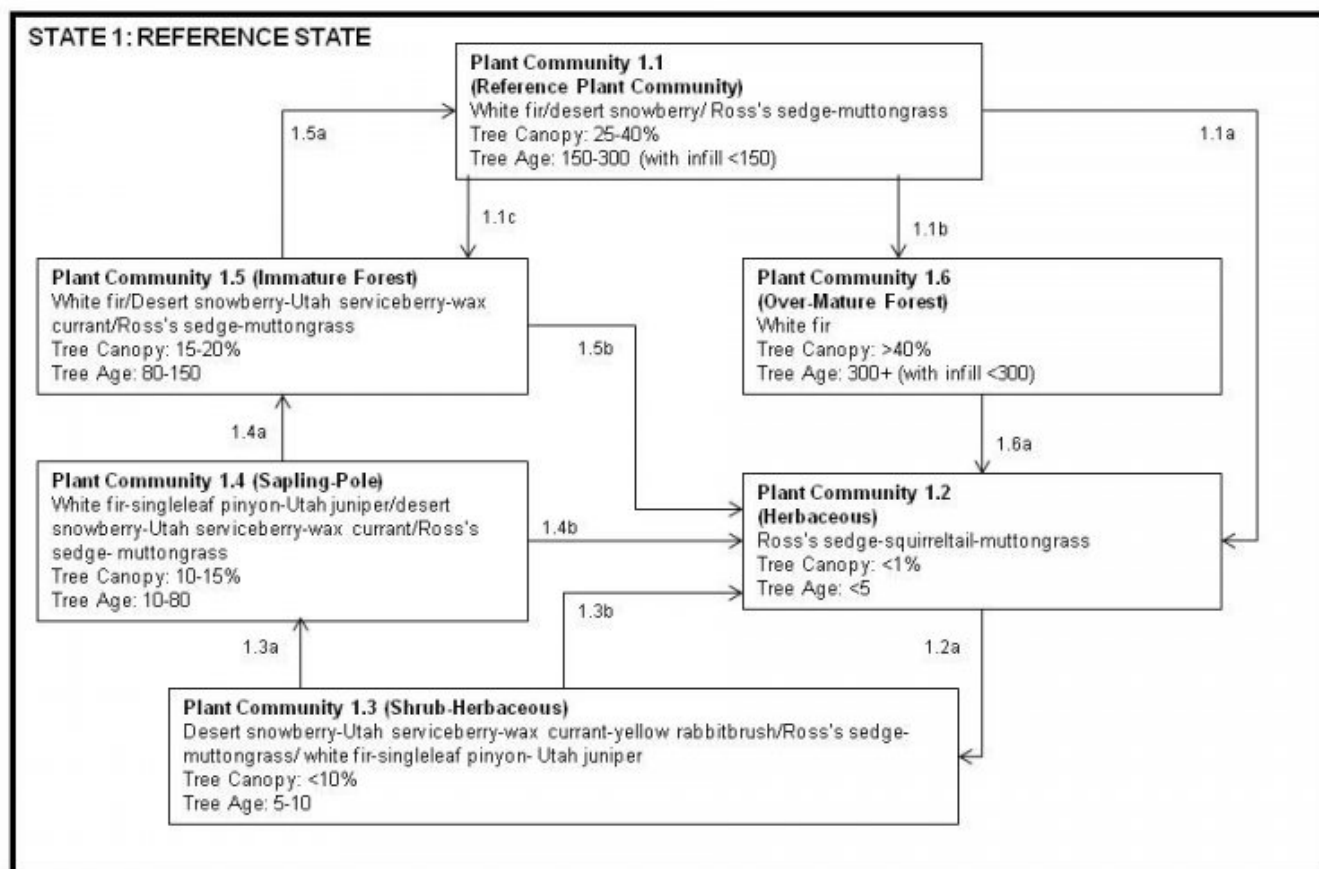 STATE 1: REFERENCE STATE
Plant Community 1.1
(Reference Plant Community)
White fir/desert snowberry/ Ross's sedge-muttongrass
Tree Canopy: 25-40%
Tree Age: 150-300 (with infill <150)
1.5a
1.1a
1.1c
1.1b
Plant Community 1.5 (Immature Forest)
White fir/Desert snowberry-Utah serviceberry-wax
currant/Ross's sedge-muttongrass
Tree Canopy: 15-20%
Tree Age: 80-150
Plant Community 1.6
(Over-Mature Forest)
White fir
Tree Canopy: >40%
Tree Age: 300+ (with infill <300)
1.5b
1.4a
1.6a
Plant Community 1.4 (Sapling-Pole)
White fir-singleleaf pinyon-Utah juniper/desert
snowberry-Utah serviceberry-wax currant/Ross's
sedge- muttongrass
Tree Canopy: 10-15%
Tree Age: 10-80
1.4b
Plant Community 1.2
(Herbaceous)
Ross's sedge-squirreltail-muttongrass
Tree Canopy: <1%
Tree Age: <5
1.3a
1.3b
1.2a
Plant Community 1.3 (Shrub-Herbaceous)
Desert snowberry-Utah serviceberry-wax currant-yellow rabbitbrush/Ross's sedge-
muttongrass/ white fir-singleleaf pinyon- Utah juniper
Tree Canopy: <10%
Tree Age: 5-10